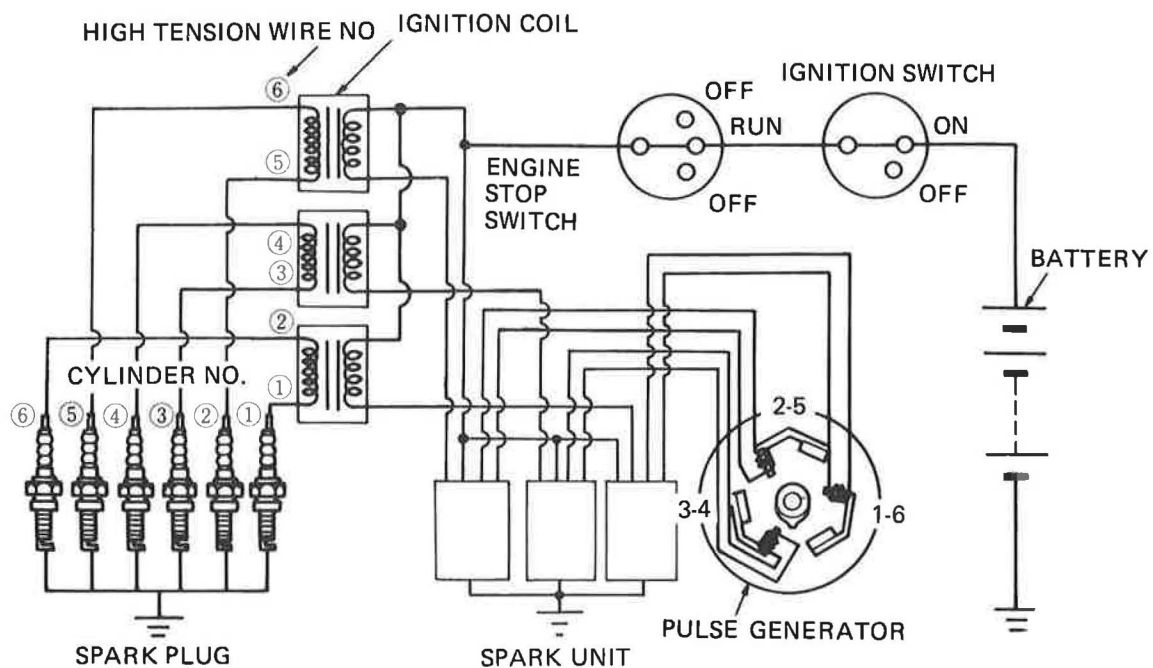 HIGH TENSION WIRE NO
IGNITION COIL
⑥
⑤
④
③
②
①
OFF
RUN
OFF
ENGINE
STOP
SWITCH
IGNITION SWITCH
ON
OFF
BATTERY
CYLINDER NO.
⑥ ⑤ ④ ③ ② ①
2-5
3-4
1-6
SPARK PLUG
SPARK UNIT
PULSE GENERATOR